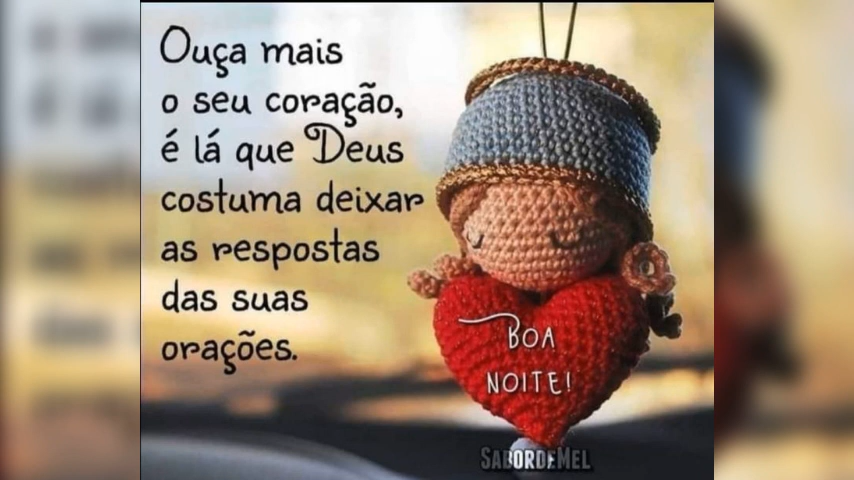 Ouça mais
o seu coração,
é lá que Deus
costuma deixar
as respostas
das suas
orações.
BOA
NOITE!
SABORDEMEL